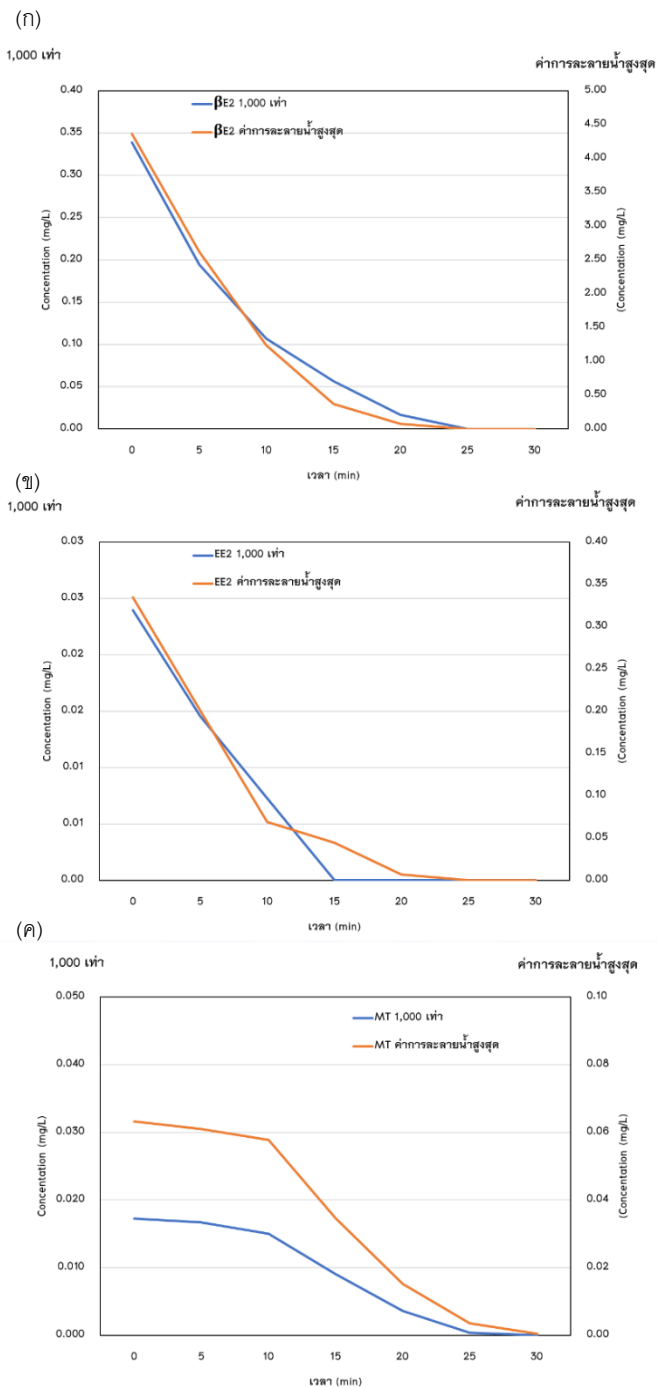 (ก)
1,000 เท่า
ค่าการละลายน้ำสูงสุด
βE2 1,000 เท่า
βE2 ค่าการละลายน้ำสูงสุด
0.40
0.35
0.30
0.25
0.20
0.15
0.10
0.05
0.00
Concentation (mg/L)
5.00
4.50
4.00
3.50
3.00
2.50
2.00
1.50
1.00
0.50
0.00
(Concentation (mg/L)
0 5 10 15 20 25 30
เวลา (min)
(ข)
1,000 เท่า
ค่าการละลายน้ำสูงสุด
EE2 1,000 เท่า
EE2 ค่าการละลายน้ำสูงสุด
0.03
0.03
0.02
0.02
0.01
0.01
0.00
Concentation (mg/L)
0.40
0.35
0.30
0.25
0.20
0.15
0.10
0.05
0.00
(Concentation (mg/L)
0 5 10 15 20 25 30
เวลา (min)
(ค)
1,000 เท่า
ค่าการละลายน้ำสูงสุด
MT 1,000 เท่า
MT ค่าการละลายน้ำสูงสุด
0.050
0.040
0.030
0.020
0.010
0.000
Concentation (mg/L)
0.10
0.08
0.06
0.04
0.02
0.00
(Concentation (mg/L)
0 5 10 15 20 25 30
เวลา (min)